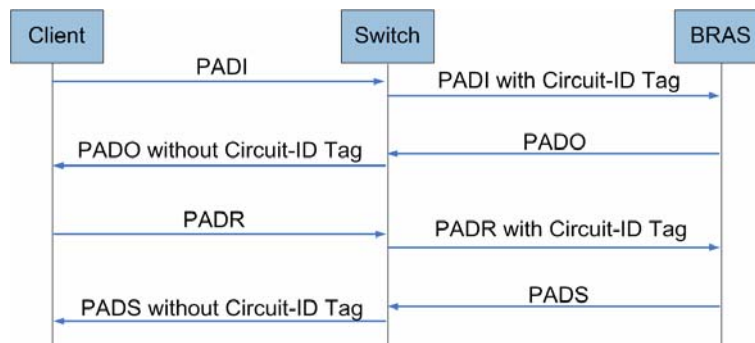 Client
Switch
BRAS
PADI
PADI with Circuit-ID Tag
PADO
PADO without Circuit-ID Tag
PADR
PADR with Circuit-ID Tag
PADS
PADS without Circuit-ID Tag